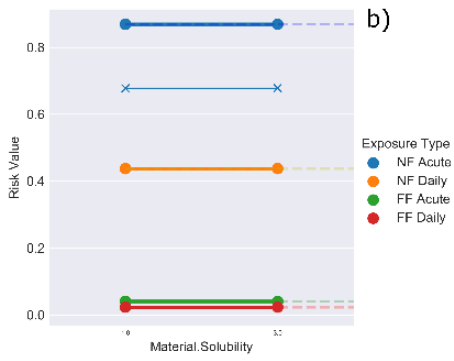 b)
0.8
0.6
0.4
0.2
0.0
Risk Value
Material.Solubility
Exposure Type
NF Acute
NF Daily
FF Acute
FF Daily